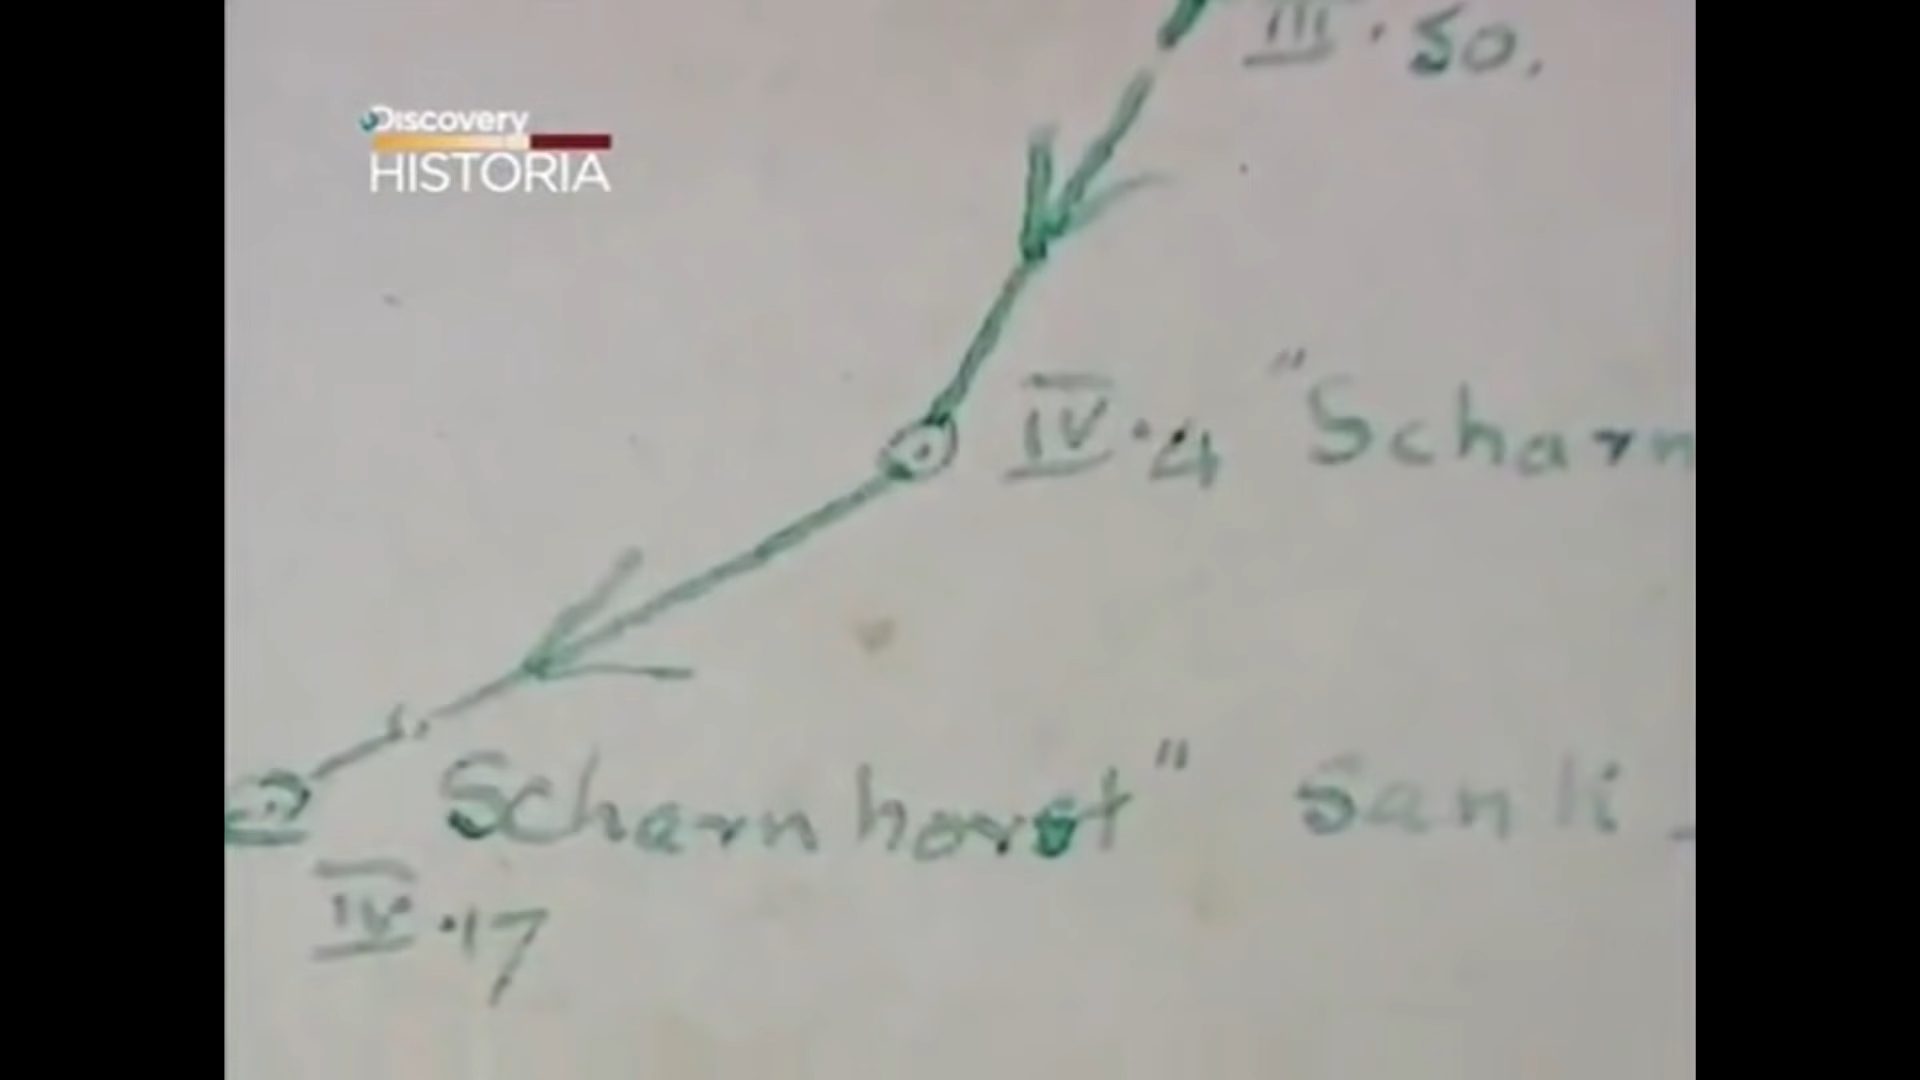 III · 50.
Discovery
HISTORIA
IV · 4 "Scharn
Scharnhorst" Sank
IV · 17